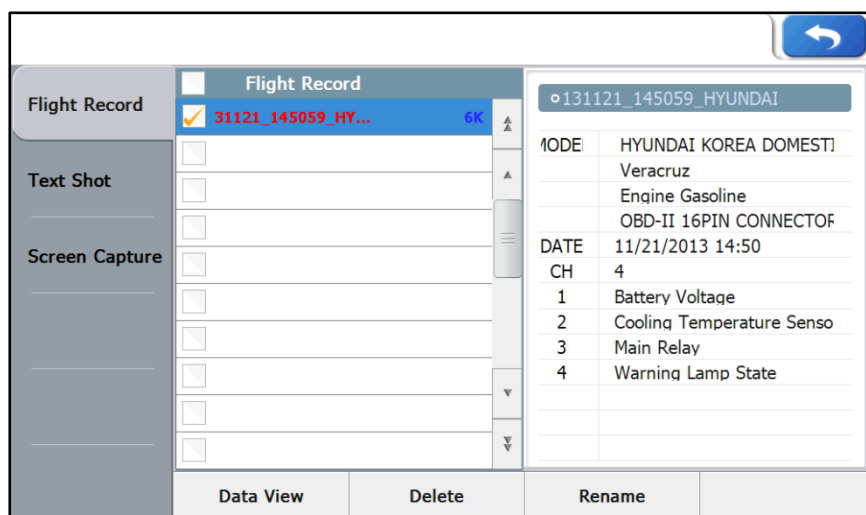 Flight Record
Text Shot
Screen Capture
Flight Record
31121_145059_HY... 6K
131121_145059_HYUNDAI
MODEL HYUNDAI KOREA DOMESTI
Veracruz
Engine Gasoline
OBD-II 16PIN CONNECTOR
DATE 11/21/2013 14:50
CH 4
1 Battery Voltage
2 Cooling Temperature Senso
3 Main Relay
4 Warning Lamp State
Data View Delete Rename